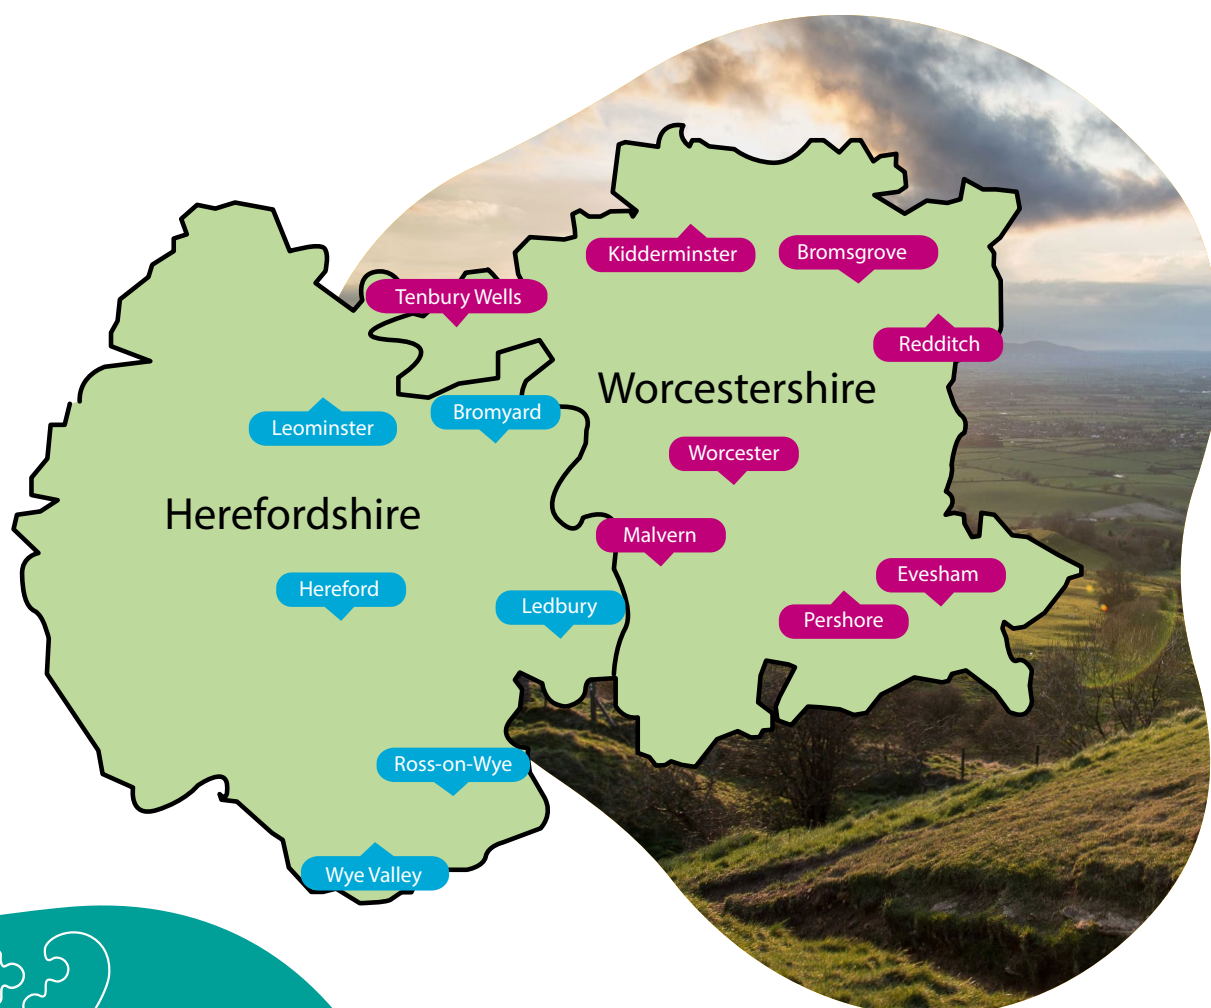 Kidderminster
Bromsgrove
Tenbury Wells
Redditch
Worcestershire
Leominster
Bromyard
Worcester
Herefordshire
Malvern
Hereford
Evesham
Ledbury
Pershore
Ross-on-Wye
Wye Valley